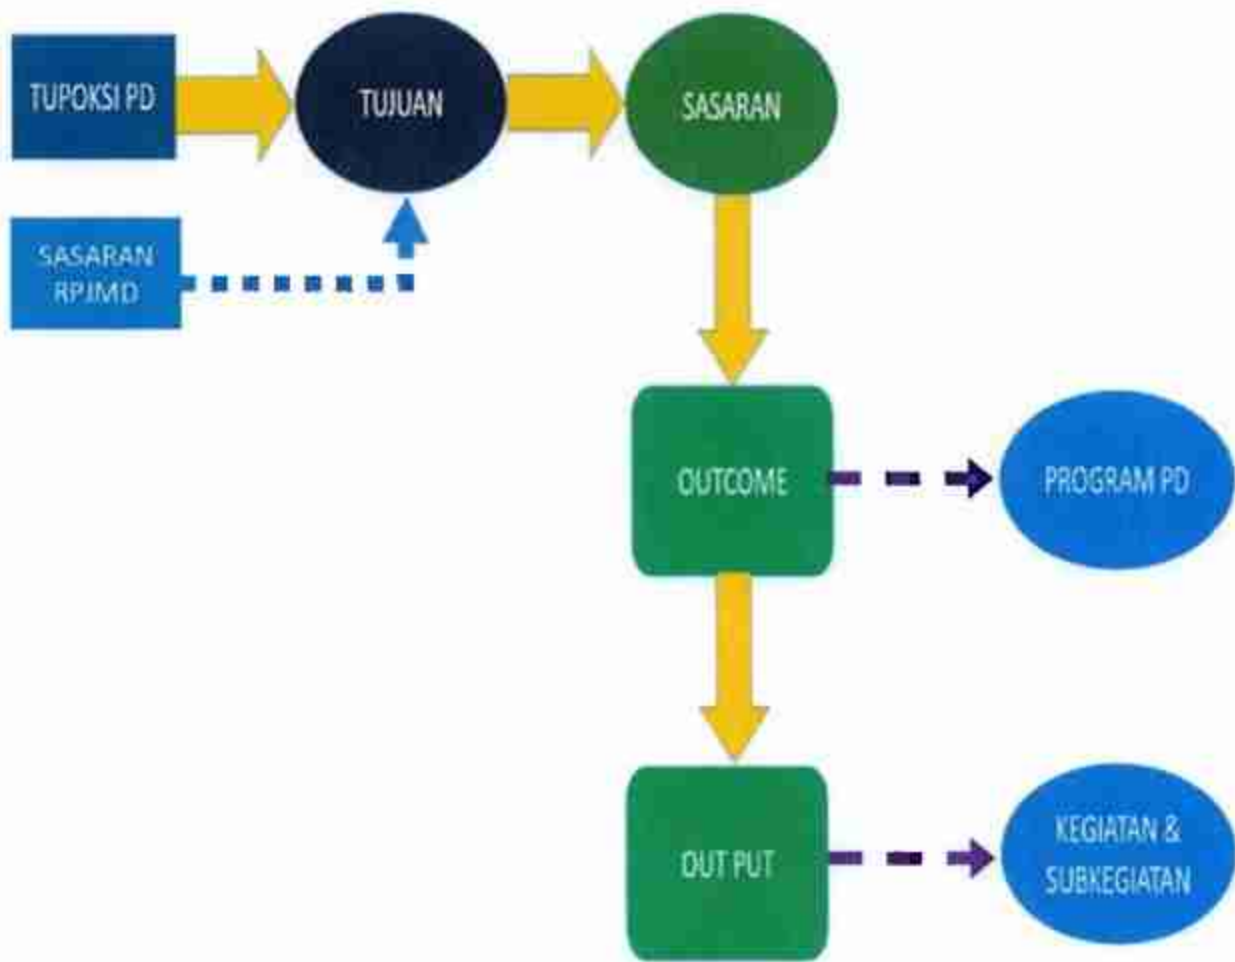 TUPOKSI PD
TUJUAN
SASARAN
SASARAN
RPJMD
OUTCOME
PROGRAM PD
OUT PUT
KEGIATAN &
SUBKEGIATAN